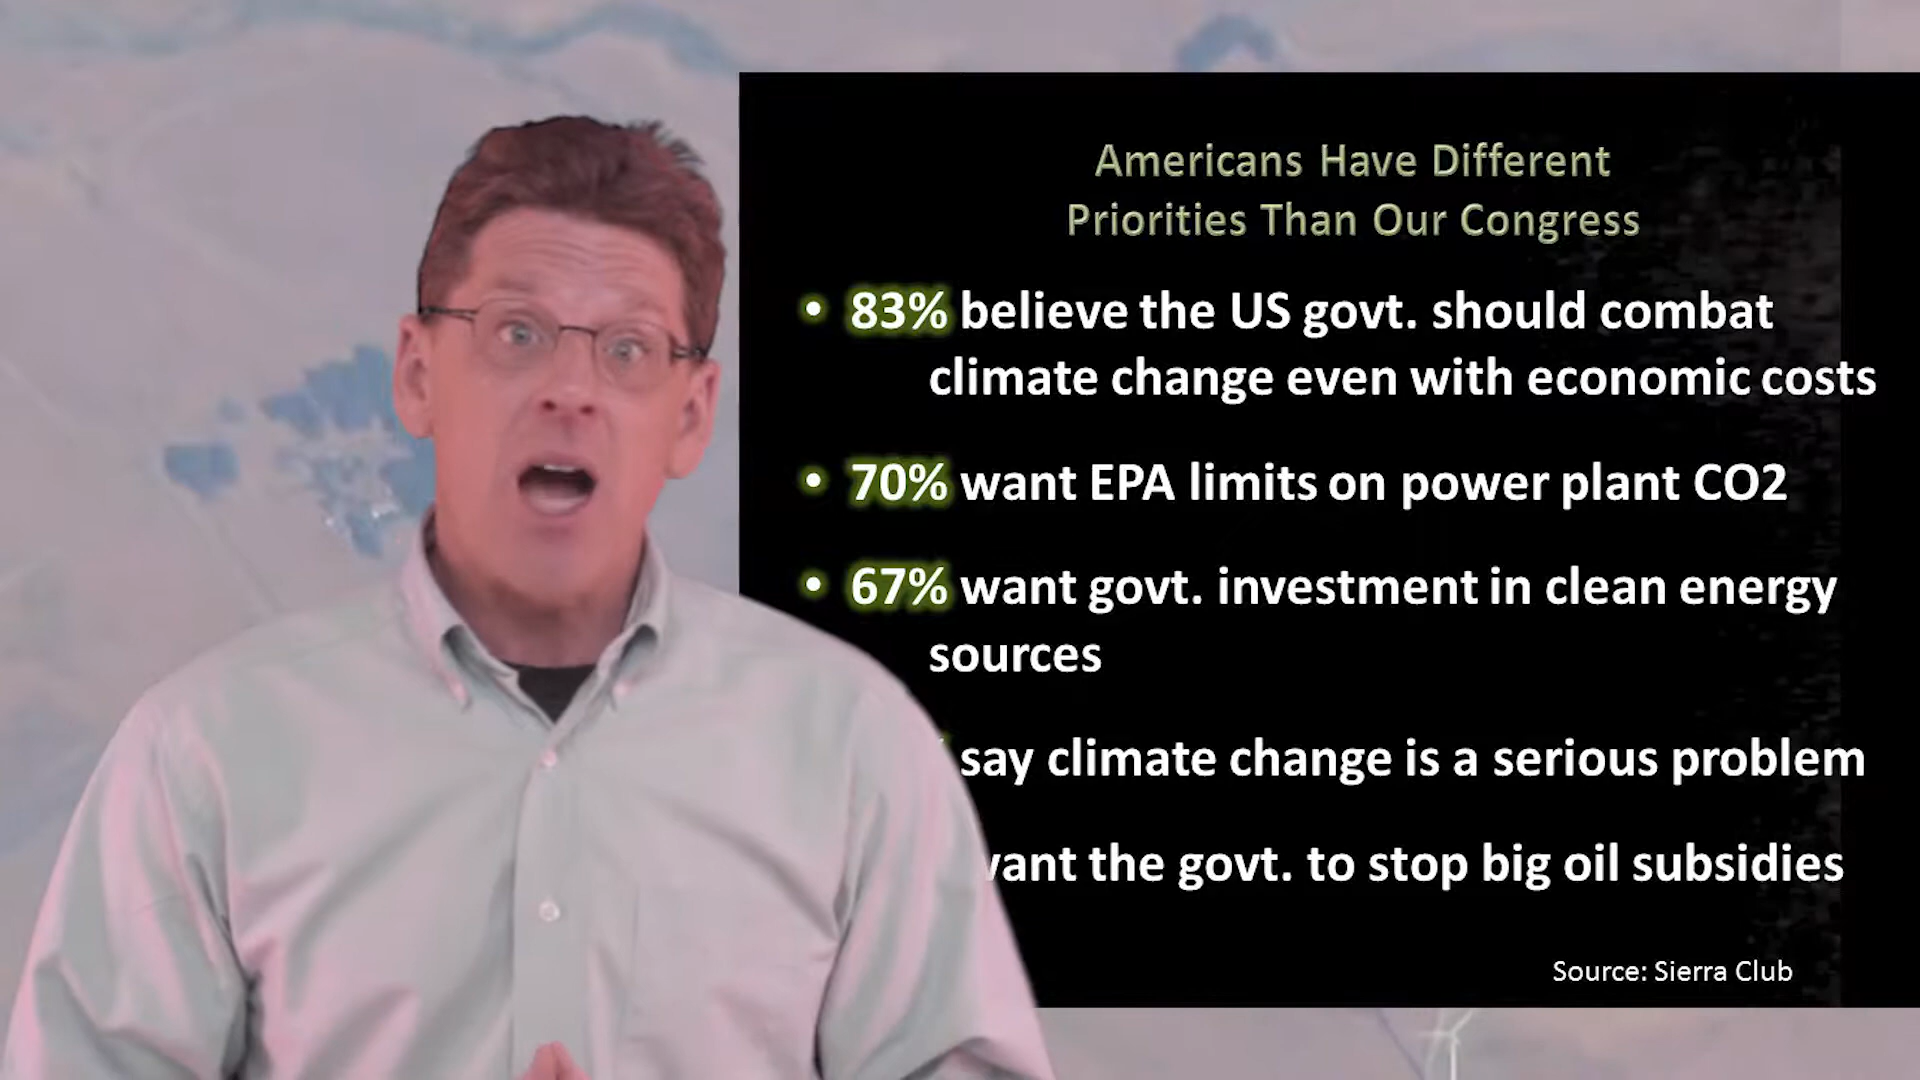 Americans Have Different
Priorities Than Our Congress
• 83% believe the US govt. should combat
climate change even with economic costs
• 70% want EPA limits on power plant CO2
• 67% want govt. investment in clean energy
sources
say climate change is a serious problem
the govt. to stop big oil subsidies
Source: Sierra Club